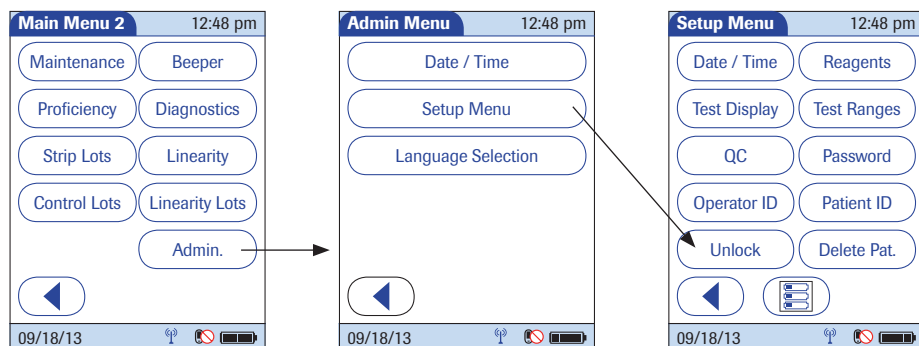 Main Menu 2 12:48 pm
Maintenance Beeper
Proficiency Diagnostics
Strip Lots Linearity
Control Lots Linearity Lots
Admin.
09/18/13
Admin Menu 12:48 pm
Date / Time
Setup Menu
Language Selection
09/18/13
Setup Menu 12:48 pm
Date / Time Reagents
Test Display Test Ranges
QC Password
Operator ID Patient ID
Unlock Delete Pat.
09/18/13